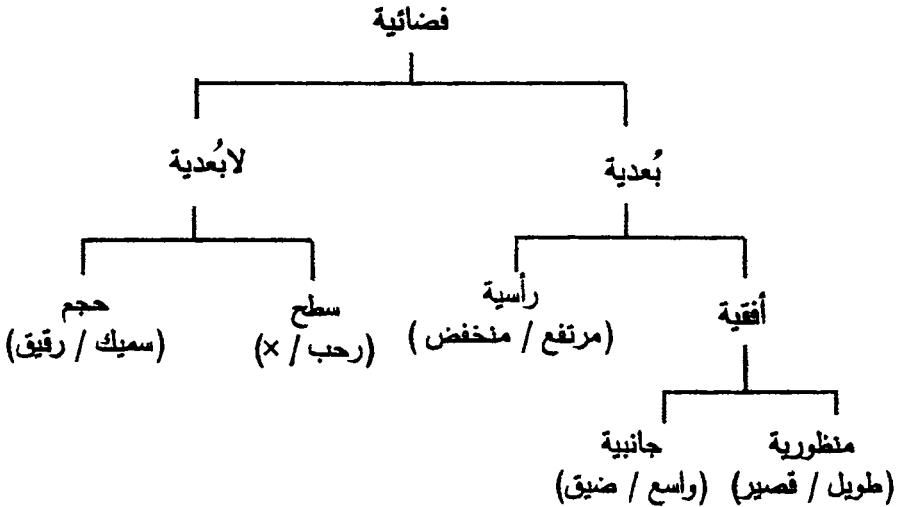 فضائية
بُعدية
لابُعدية
رأسية
(مرتفع / منخفض)
أفقية
سطح
(رحب / ×)
حجم
(سميك / رقيق)
منظورية
(طويل / قصير)
جانبية
(واسع / ضيق)